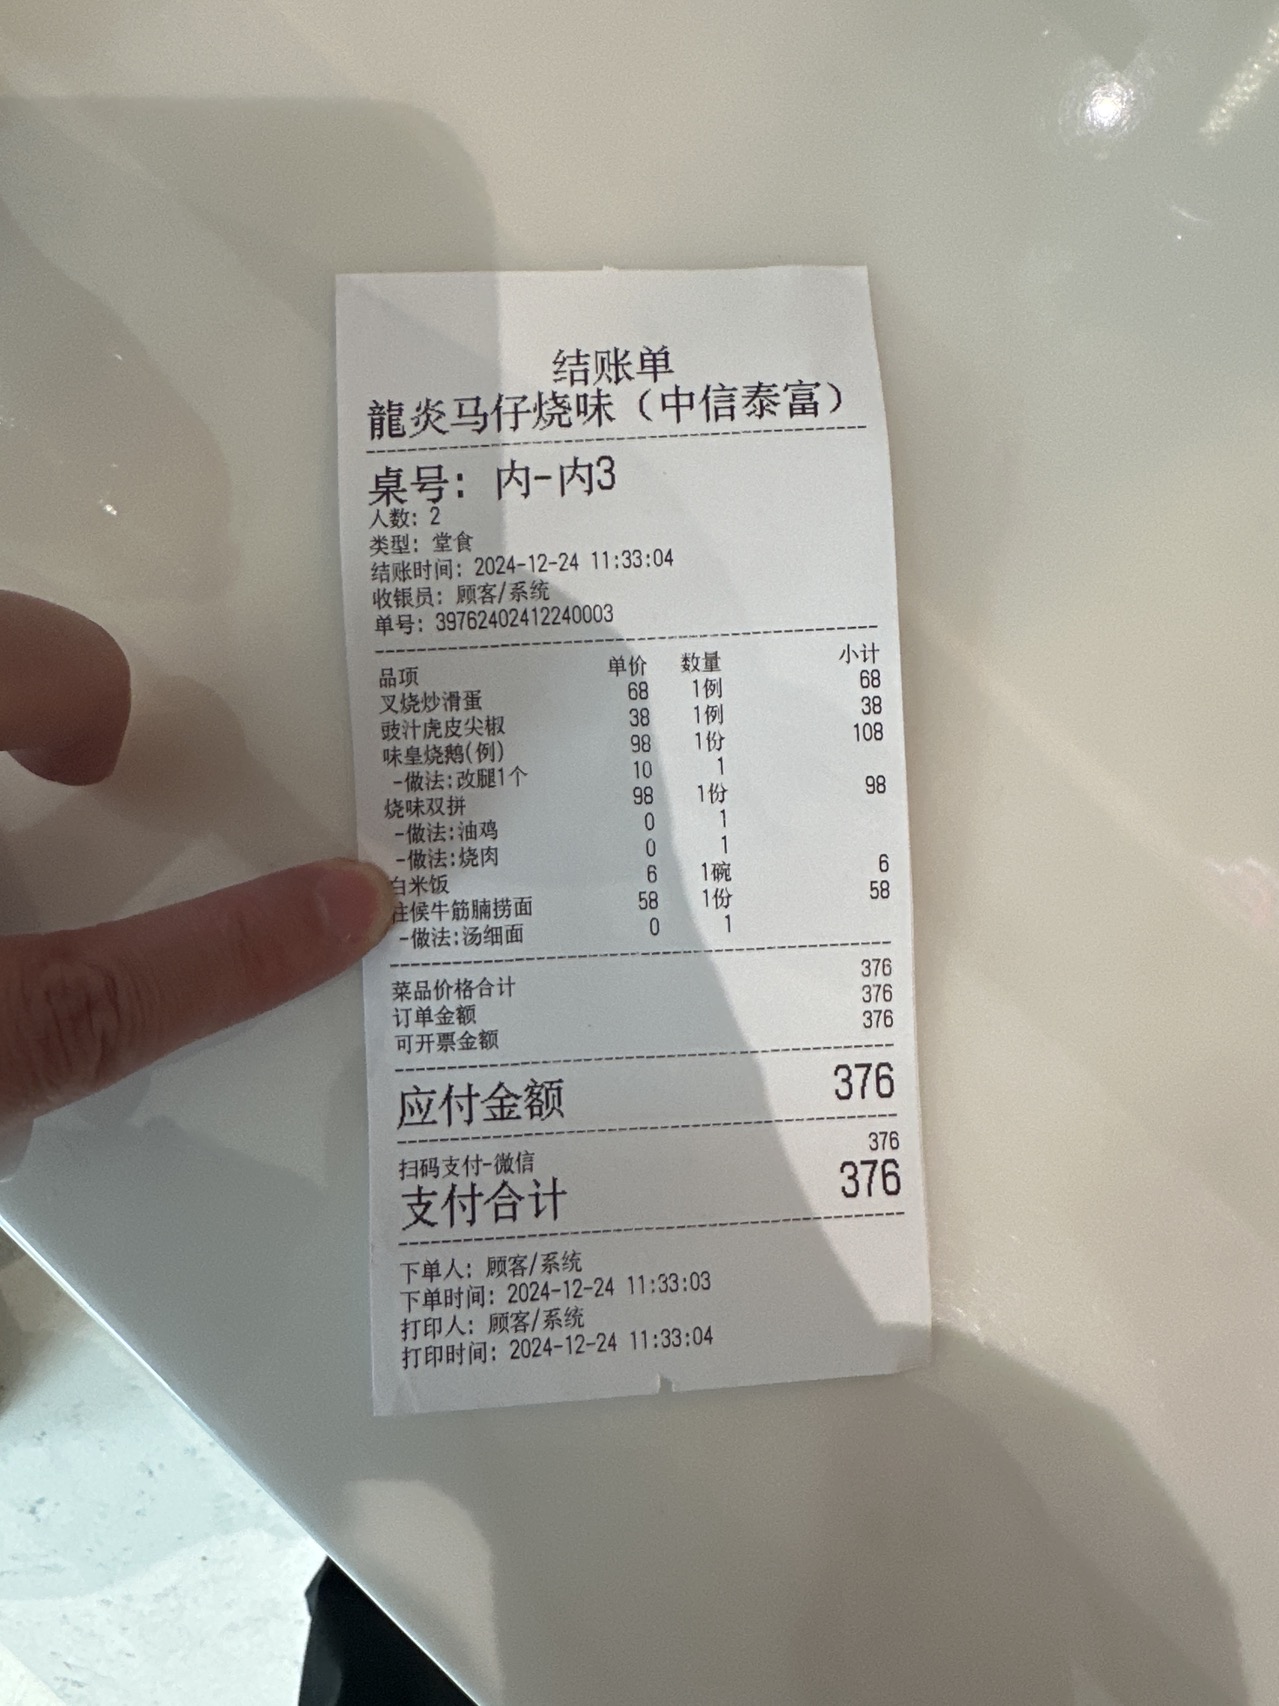 结账单
龍炎马仔烧味（中信泰富）
桌号: 内-内3
人数: 2
类型: 堂食
结账时间: 2024-12-24 11:33:04
收银员: 顾客/系统
单号: 39762402412240003
品项 单价 数量 小计
叉烧炒滑蛋 68 1例 68
豉汁虎皮尖椒 38 1例 38
味皇烧鹅(例) 98 1份 108
-做法:改腿1个 10 1
烧味双拼 98 1份 98
-做法:油鸡 0 1
-做法:烧肉 0 1
白米饭 6 1碗 6
柱候牛筋腩捞面 58 1份 58
-做法:汤细面 0 1
菜品价格合计 376
订单金额 376
可开票金额 376
应付金额 376
扫码支付-微信 376
支付合计 376
下单人: 顾客/系统
下单时间: 2024-12-24 11:33:03
打印人: 顾客/系统
打印时间: 2024-12-24 11:33:04